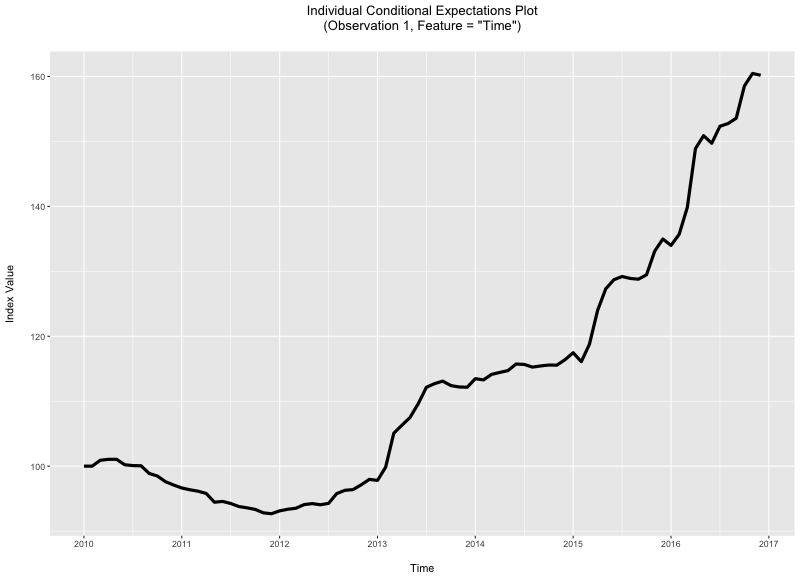 Individual Conditional Expectations Plot
(Observation 1, Feature = "Time")
160
140
120
100
Index Value
2010 2011 2012 2013 2014 2015 2016 2017
Time